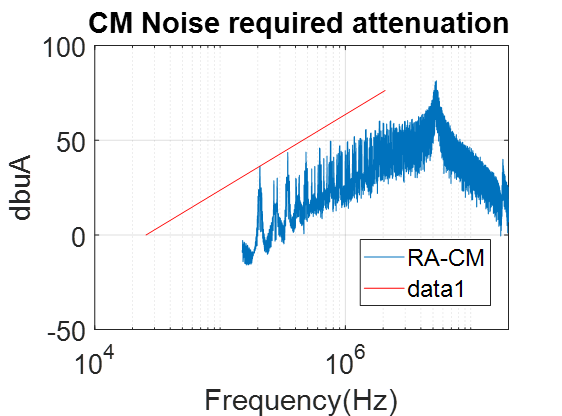 CM Noise required attenuation
100
50
0
-50
dbuA
RA-CM
data1
10^4
10^6
Frequency(Hz)